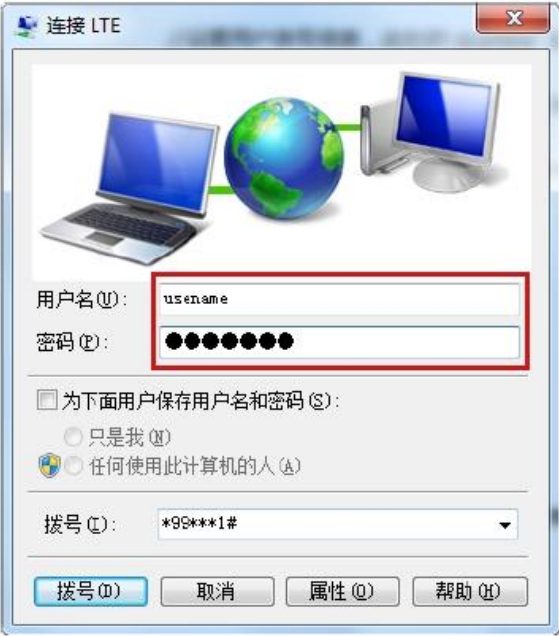 连接 LTE
用户名(U):
usename
密码(P):
●●●●●●●
为下面用户保存用户名和密码(S):
只是我(N)
任何使用此计算机的人(A)
拨号(I):
*99***1#
拨号(D)
取消
属性(O)
帮助(H)